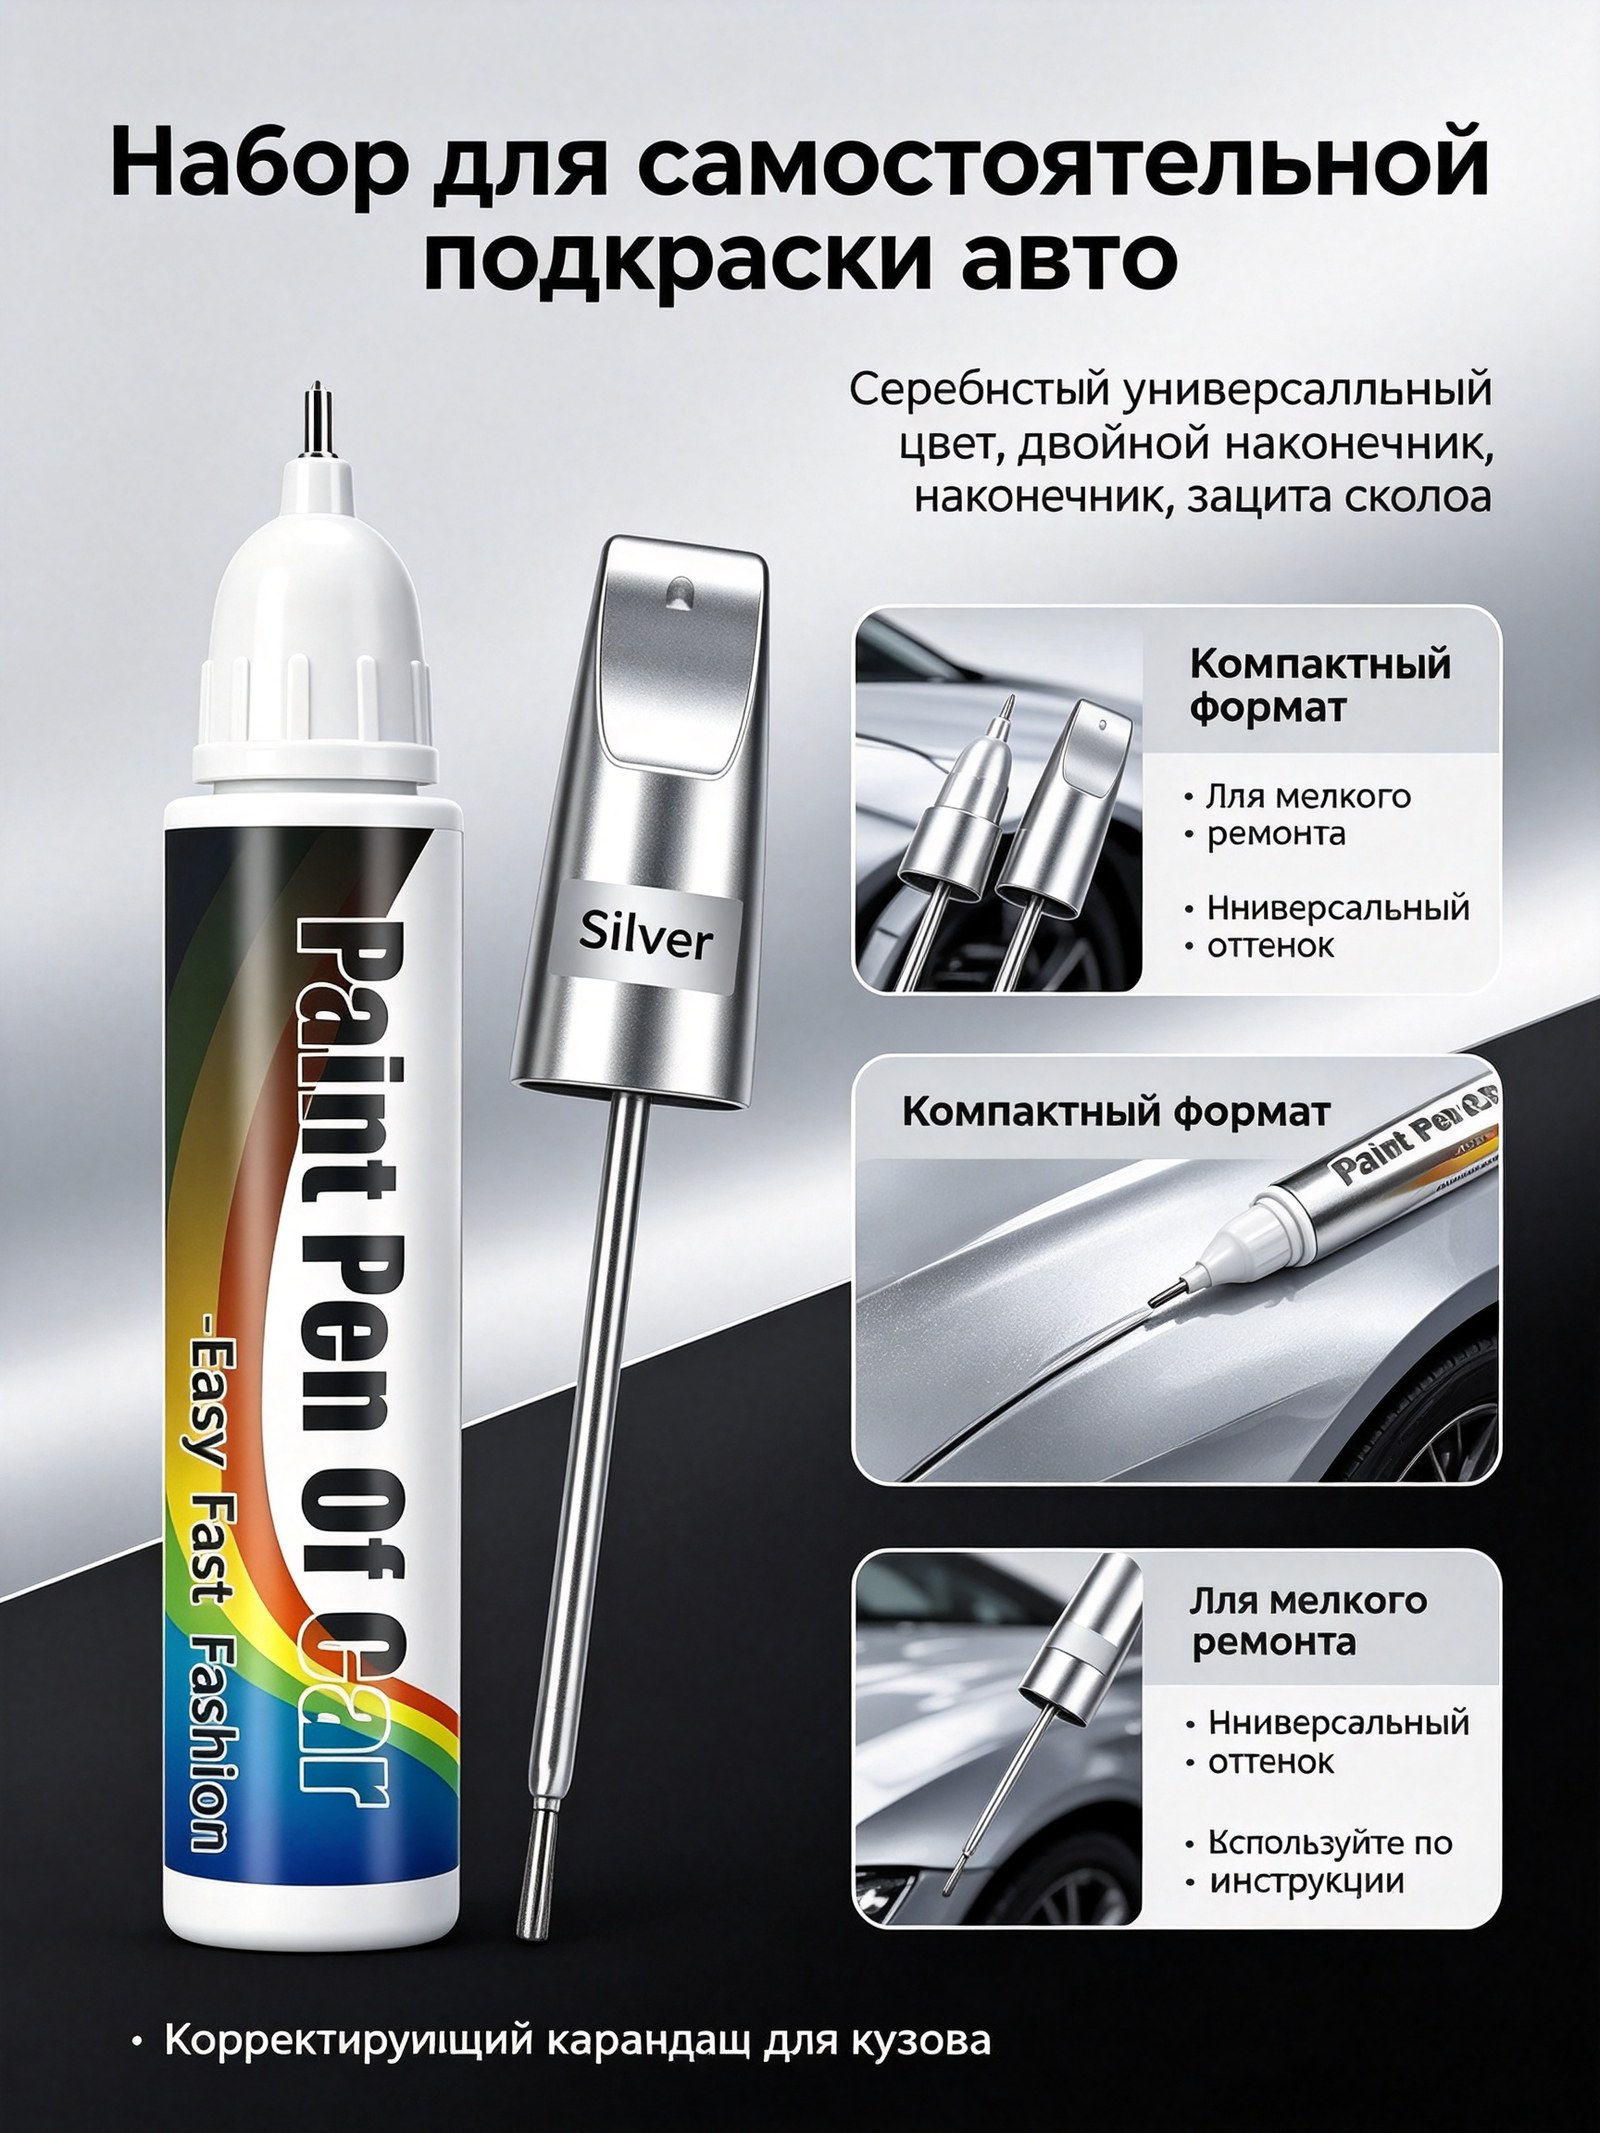 Набор для самостоятельной
подкраски авто
Серебнстый универсалльный
цвет, двойной наконечник,
наконечник, зацита сколоа
Silver
Paint Pen Of Car
-Easy Fast Fashion
Компактный
формат
• Лля мелкого
• ремонта
• Нниверсальный
• оттенок
Компактный формат
Paint Pen
Лля мелкого
ремонта
• Нниверсальный
• оттенок
• Используйте по
• инструкции
• Корректируищий карандащ для кузова